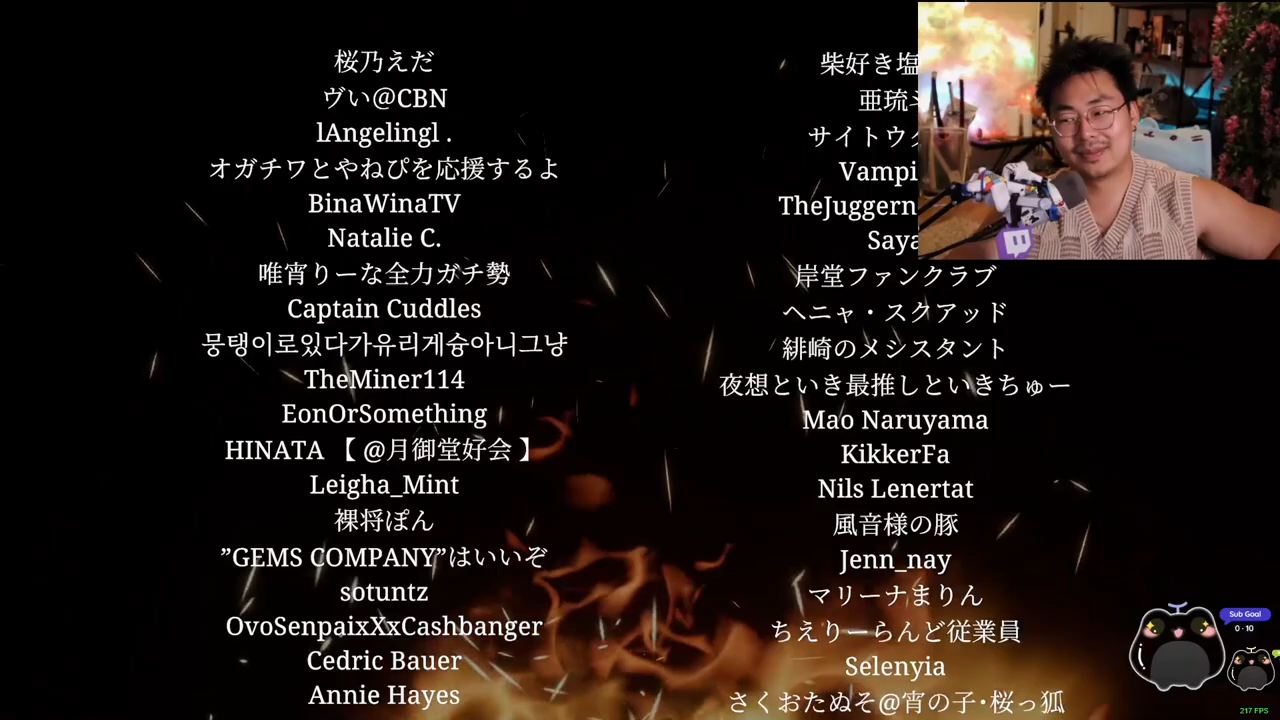 桜乃えだ
ヴい@CBN
lAngelingl .
オガチワとやねぴを応援するよ
BinaWinaTV
Natalie C.
唯宵りーな全力ガチ勢
Captain Cuddles
뭉탱이로있다가유리게슝아니그냥
TheMiner114
EonOrSomething
HINATA 【 @月御堂好会 】
Leigha_Mint
裸将ぽん
”GEMS COMPANY”はいいぞ
sotuntz
OvoSenpaixXxCashbanger
Cedric Bauer
Annie Hayes
柴好き塩
亜琉
サイトウ
Vampi
TheJuggern
Saya
岸堂ファンクラブ
ヘニャ・スクアッド
緋崎のメシスタント
夜想といき最推しといきちゅー
Mao Naruyama
KikkerFa
Nils Lenertat
風音様の豚
Jenn_nay
マリーナまりん
ちえりーらんど従業員
Selenyia
さくおたぬそ@宵の子･桜っ狐
Sub Goal
0 - 10
217 FPS